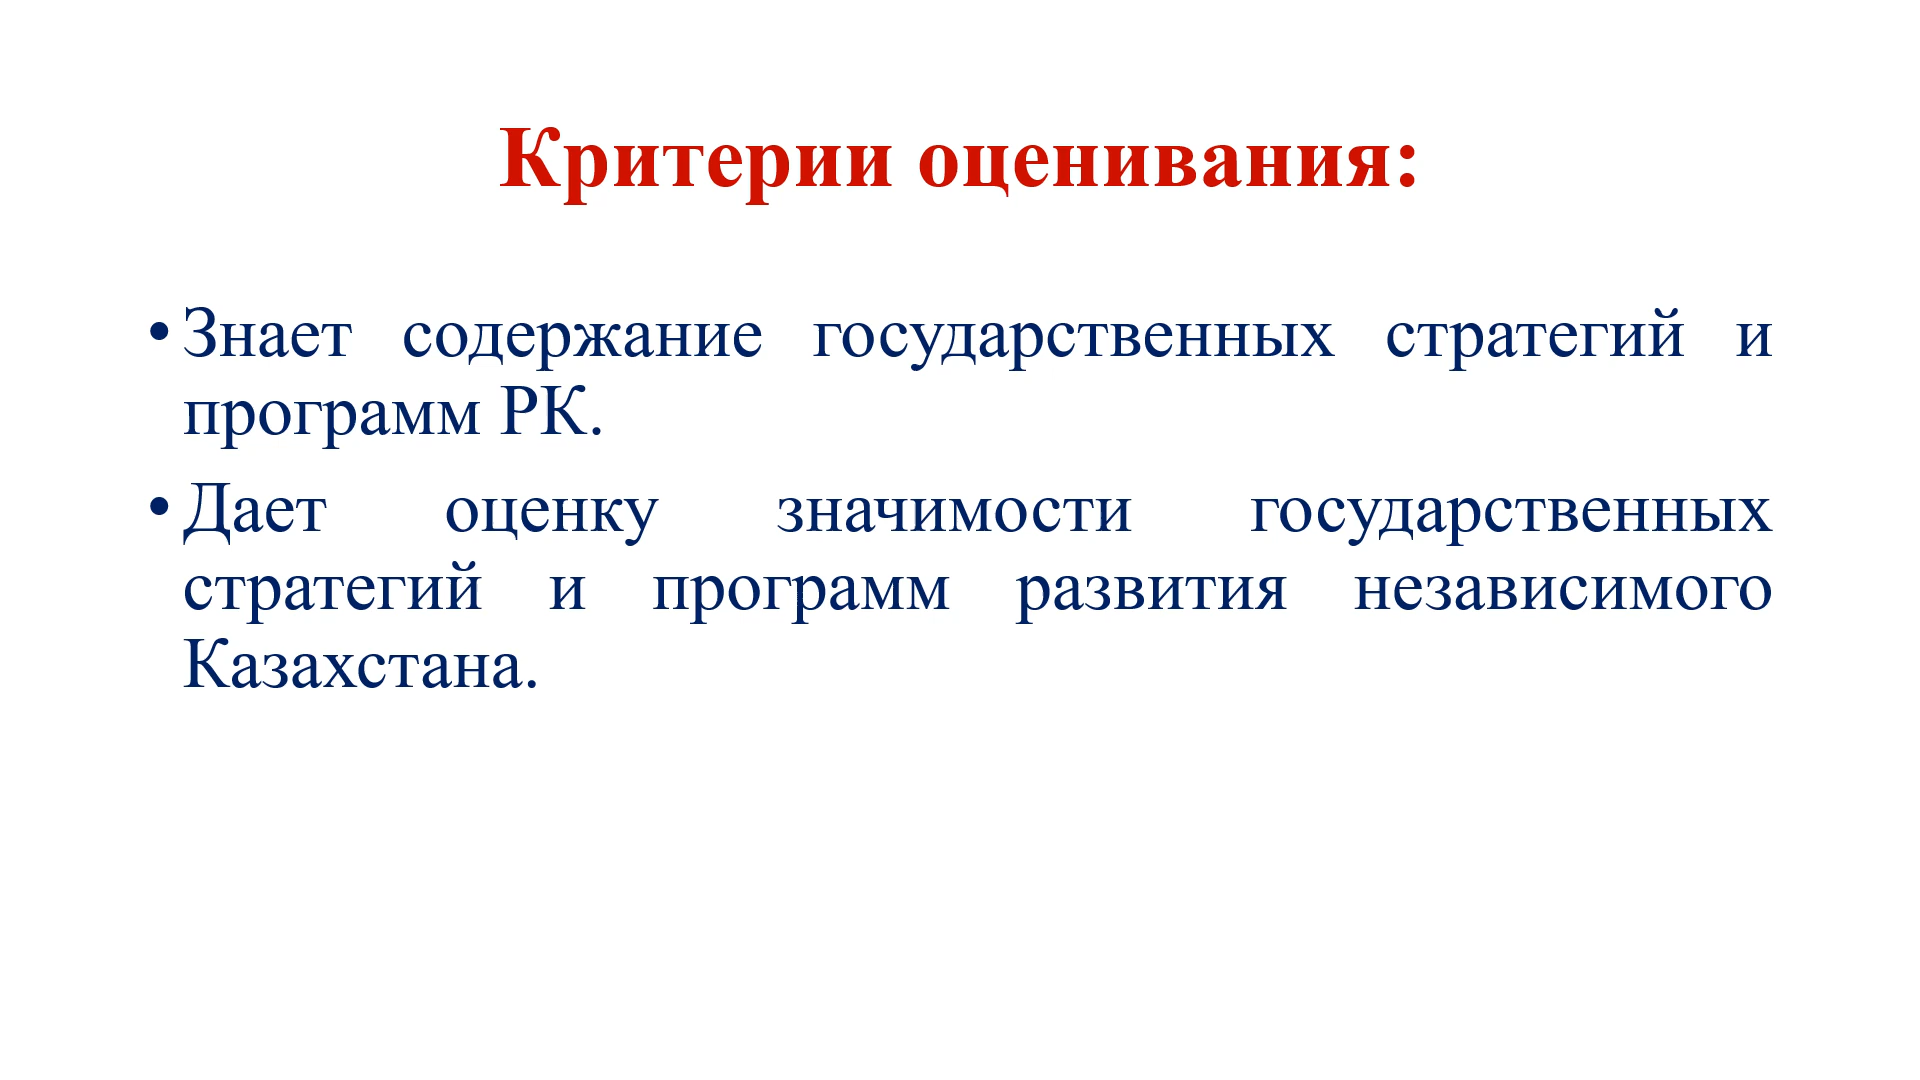 Критерии оценивания:
• Знает содержание государственных стратегий и
программ РК.
• Дает оценку значимости государственных
стратегий и программ развития независимого
Казахстана.